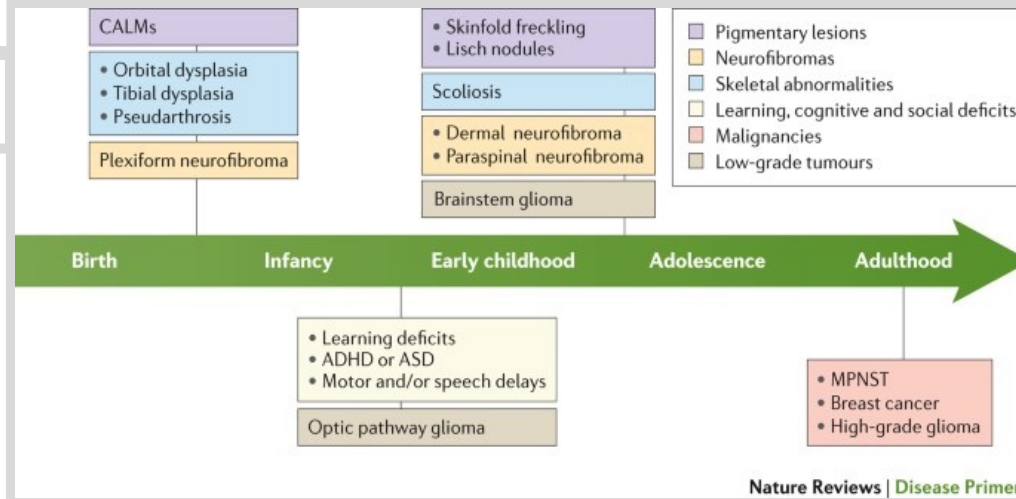 CALMs
• Orbital dysplasia
• Tibial dysplasia
• Pseudarthrosis
Plexiform neurofibroma
• Skinfold freckling
• Lisch nodules
Scoliosis
• Dermal neurofibroma
• Paraspinal neurofibroma
Brainstem glioma
Pigmentary lesions
Neurofibromas
Skeletal abnormalities
Learning, cognitive and social deficits
Malignancies
Low-grade tumours
Birth Infancy Early childhood Adolescence Adulthood
• Learning deficits
• ADHD or ASD
• Motor and/or speech delays
Optic pathway glioma
• MPNST
• Breast cancer
• High-grade glioma
Nature Reviews | Disease Primer